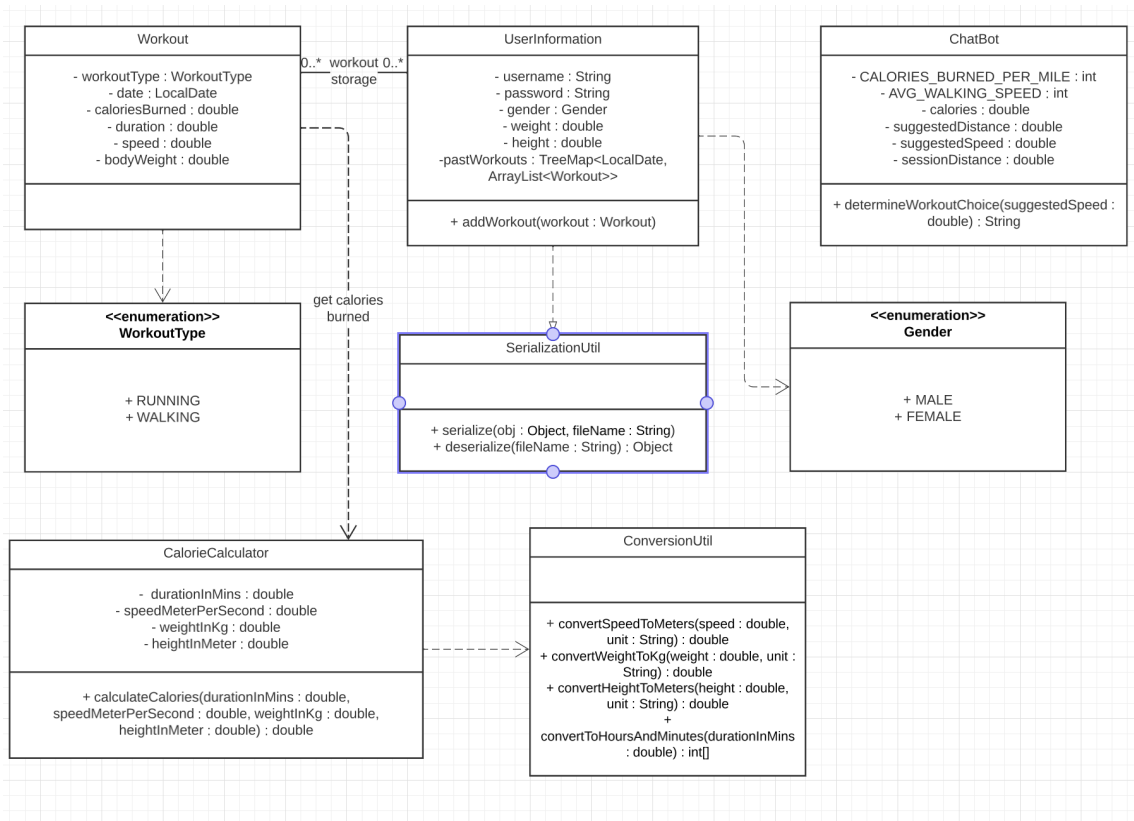 Workout
- workoutType : WorkoutType
- date : LocalDate
- caloriesBurned : double
- duration : double
- speed : double
- bodyWeight : double
0..* workout 0..*
storage
UserInformation
- username : String
- password : String
- gender : Gender
- weight : double
- height : double
-pastWorkouts : TreeMap<LocalDate,
ArrayList<Workout>>
+ addWorkout(workout : Workout)
ChatBot
- CALORIES_BURNED_PER_MILE : int
- AVG_WALKING_SPEED : int
- calories : double
- suggestedDistance : double
- suggestedSpeed : double
- sessionDistance : double
+ determineWorkoutChoice(suggestedSpeed :
double) : String
<<enumeration>>
WorkoutType
+ RUNNING
+ WALKING
get calories
burned
SerializationUtil
+ serialize(obj : Object, fileName : String)
+ deserialize(fileName : String) : Object
<<enumeration>>
Gender
+ MALE
+ FEMALE
CalorieCalculator
- durationInMins : double
- speedMeterPerSecond : double
- weightInKg : double
- heightInMeter : double
+ calculateCalories(durationInMins : double,
speedMeterPerSecond : double, weightInKg : double,
heightInMeter : double) : double
ConversionUtil
+ convertSpeedToMeters(speed : double,
unit : String) : double
+ convertWeightToKg(weight : double, unit :
String) : double
+ convertHeightToMeters(height : double,
unit : String) : double
+
convertToHoursAndMinutes(durationInMins
: double) : int[]